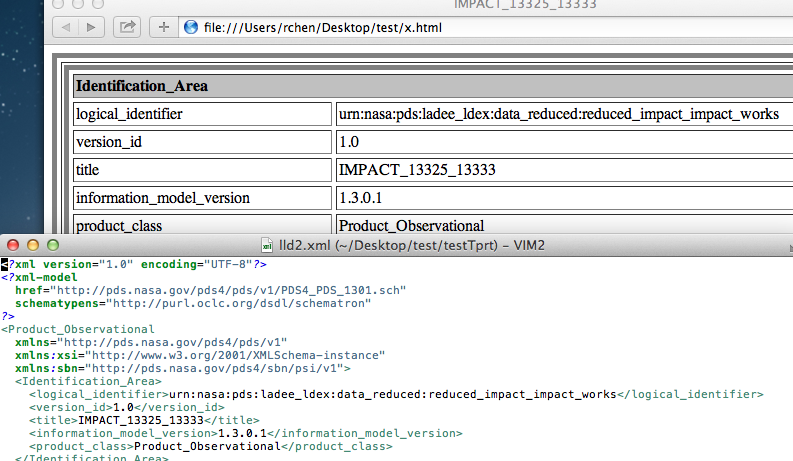 IMPACT_13325_13333
file:///Users/rchen/Desktop/test/x.html
Identification_Area
logical_identifier urn:nasa:pds:ladee_ldex:data_reduced:reduced_impact_impact_works
version_id 1.0
title IMPACT_13325_13333
information_model_version 1.3.0.1
product_class Product_Observational
lld2.xml (~/Desktop/test/testTprt) – VIM2
<?xml version="1.0" encoding="UTF-8"?>
<?xml-model
href="http://pds.nasa.gov/pds4/pds/v1/PDS4_PDS_1301.sch"
schematypens="http://purl.oclc.org/dsdl/schematron"
?>
<Product_Observational
xmlns="http://pds.nasa.gov/pds4/pds/v1"
xmlns:xsi="http://www.w3.org/2001/XMLSchema-instance"
xmlns:sbn="http://pds.nasa.gov/pds4/sbn/psi/v1">
<Identification_Area>
<logical_identifier>urn:nasa:pds:ladee_ldex:data_reduced:reduced_impact_impact_works</logical_identifier>
<version_id>1.0</version_id>
<title>IMPACT_13325_13333</title>
<information_model_version>1.3.0.1</information_model_version>
<product_class>Product_Observational</product_class>
</Identification_Area>